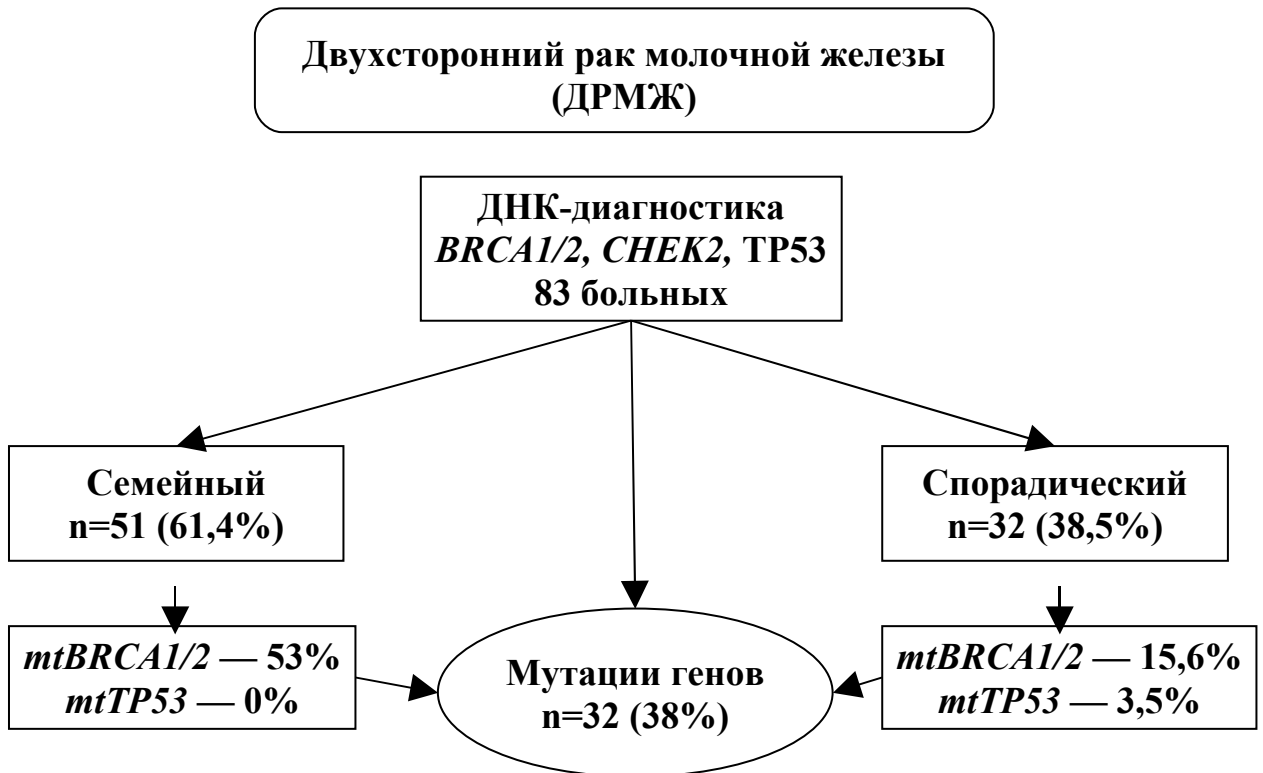 Двухсторонний рак молочной железы
(ДРМЖ)
ДНК-диагностика
BRCA1/2, CHEK2, TP53
83 больных
Семейный
n=51 (61,4%)
Спорадический
n=32 (38,5%)
mtBRCA1/2 — 53%
mtTP53 — 0%
Мутации генов
n=32 (38%)
mtBRCA1/2 — 15,6%
mtTP53 — 3,5%